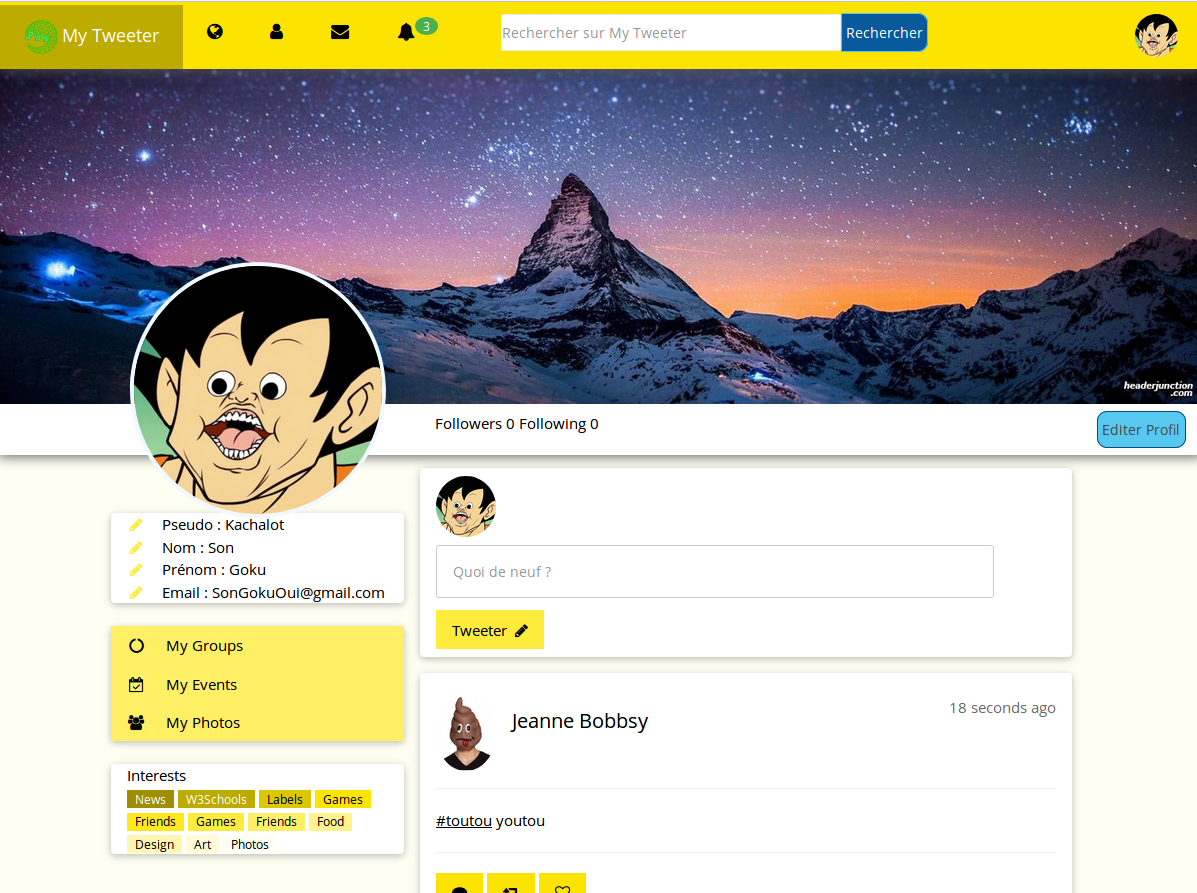 My Tweeter
3
Rechercher sur My Tweeter
Rechercher
headerjunction
.com
Followers 0 Following 0
Editer Profil
Pseudo : Kachalot
Nom : Son
Prénom : Goku
Email : SonGokuOui@gmail.com
My Groups
My Events
My Photos
Interests
News W3Schools Labels Games
Friends Games Friends Food
Design Art Photos
Quoi de neuf ?
Tweeter
Jeanne Bobbsy
18 seconds ago
#toutou youtou